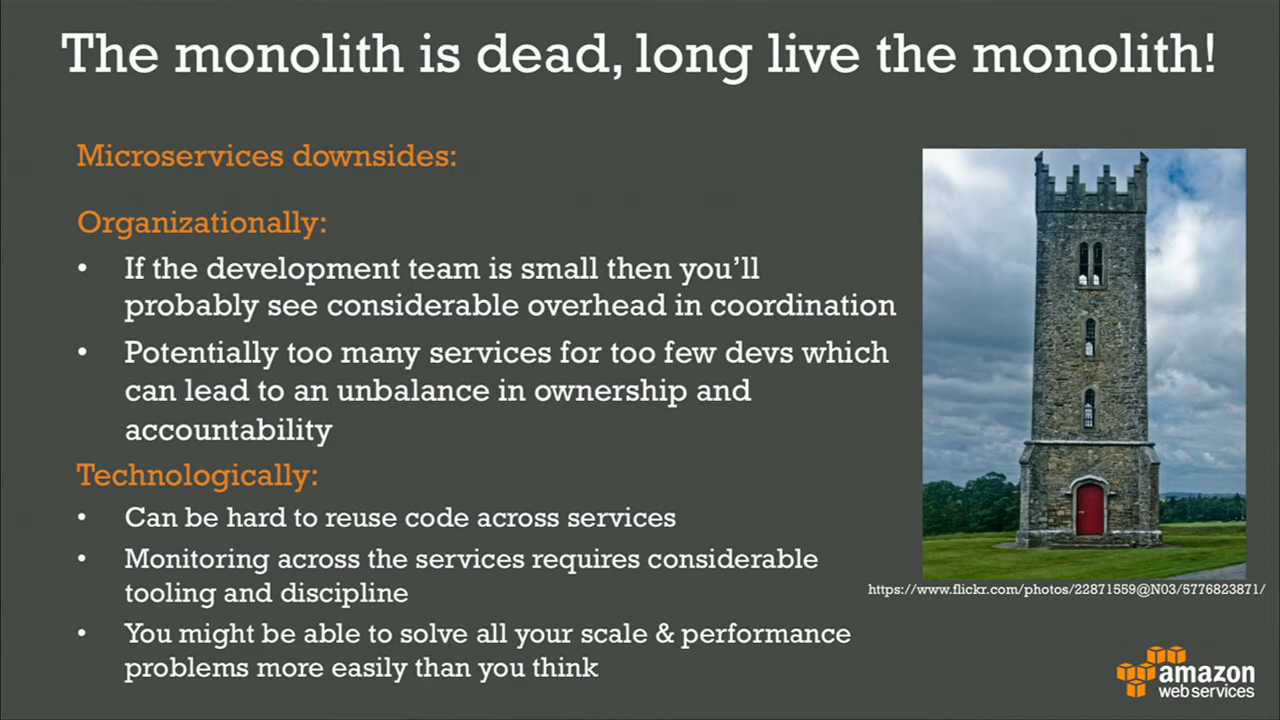 The monolith is dead, long live the monolith!
Microservices downsides:
Organizationally:
• If the development team is small then you’ll
probably see considerable overhead in coordination
• Potentially too many services for too few devs which
can lead to an unbalance in ownership and
accountability
Technologically:
• Can be hard to reuse code across services
• Monitoring across the services requires considerable
tooling and discipline
• You might be able to solve all your scale & performance
problems more easily than you think
https://www.flickr.com/photos/22871559@N03/5776823871/
amazon
web services